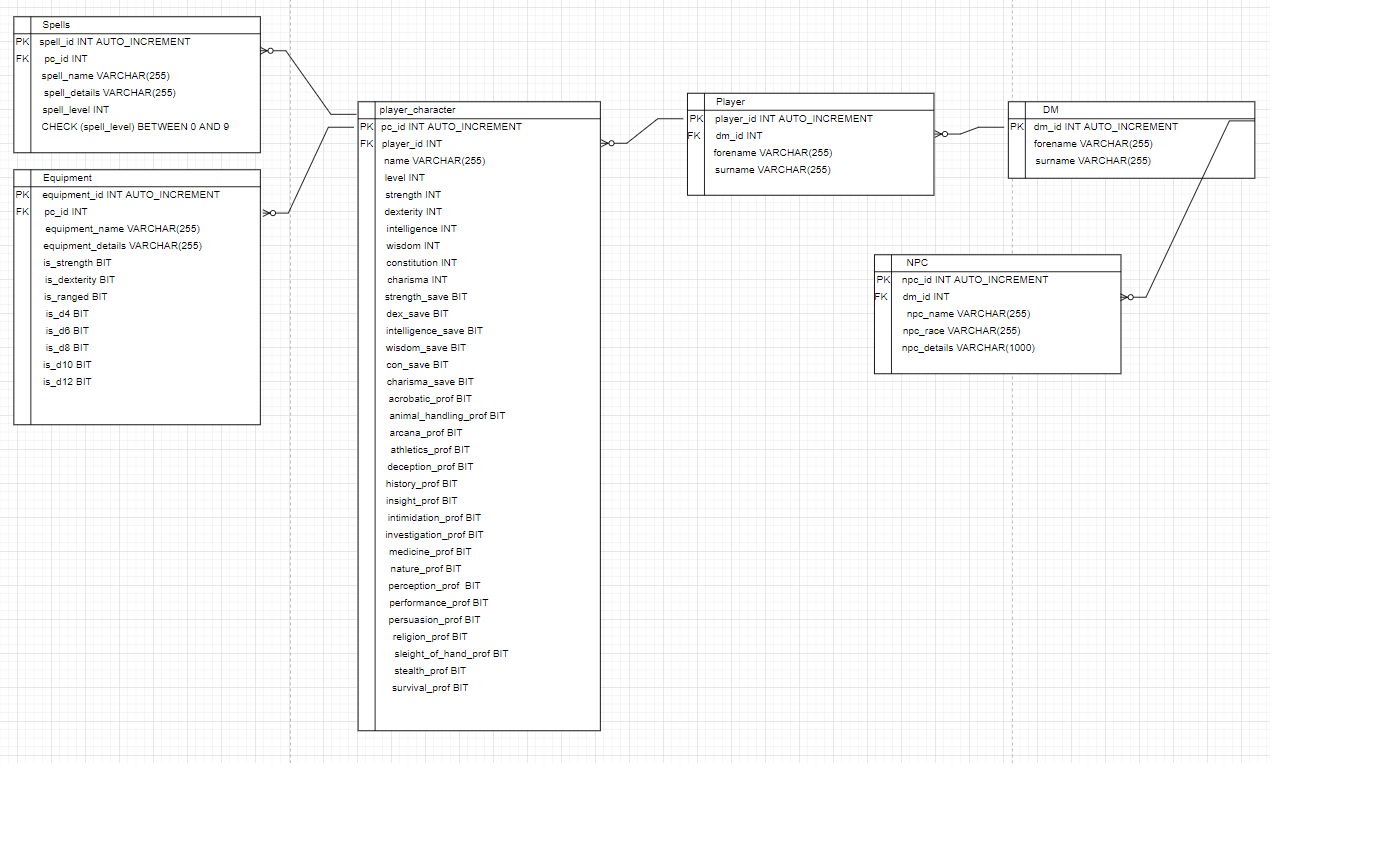 Spells
PK spell_id INT AUTO_INCREMENT
FK pc_id INT
spell_name VARCHAR(255)
spell_details VARCHAR(255)
spell_level INT
CHECK (spell_level) BETWEEN 0 AND 9
Equipment
PK equipment_id INT AUTO_INCREMENT
FK pc_id INT
equipment_name VARCHAR(255)
equipment_details VARCHAR(255)
is_strength BIT
is_dexterity BIT
is_ranged BIT
is_d4 BIT
is_d6 BIT
is_d8 BIT
is_d10 BIT
is_d12 BIT
player_character
PK pc_id INT AUTO_INCREMENT
FK player_id INT
name VARCHAR(255)
level INT
strength INT
dexterity INT
intelligence INT
wisdom INT
constitution INT
charisma INT
strength_save BIT
dex_save BIT
intelligence_save BIT
wisdom_save BIT
con_save BIT
charisma_save BIT
acrobatic_prof BIT
animal_handling_prof BIT
arcana_prof BIT
athletics_prof BIT
deception_prof BIT
history_prof BIT
insight_prof BIT
intimidation_prof BIT
investigation_prof BIT
medicine_prof BIT
nature_prof BIT
perception_prof BIT
performance_prof BIT
persuasion_prof BIT
religion_prof BIT
sleight_of_hand_prof BIT
stealth_prof BIT
survival_prof BIT
Player
PK player_id INT AUTO_INCREMENT
FK dm_id INT
forename VARCHAR(255)
surname VARCHAR(255)
DM
PK dm_id INT AUTO_INCREMENT
forename VARCHAR(255)
surname VARCHAR(255)
NPC
PK npc_id INT AUTO_INCREMENT
FK dm_id INT
npc_name VARCHAR(255)
npc_race VARCHAR(255)
npc_details VARCHAR(1000)